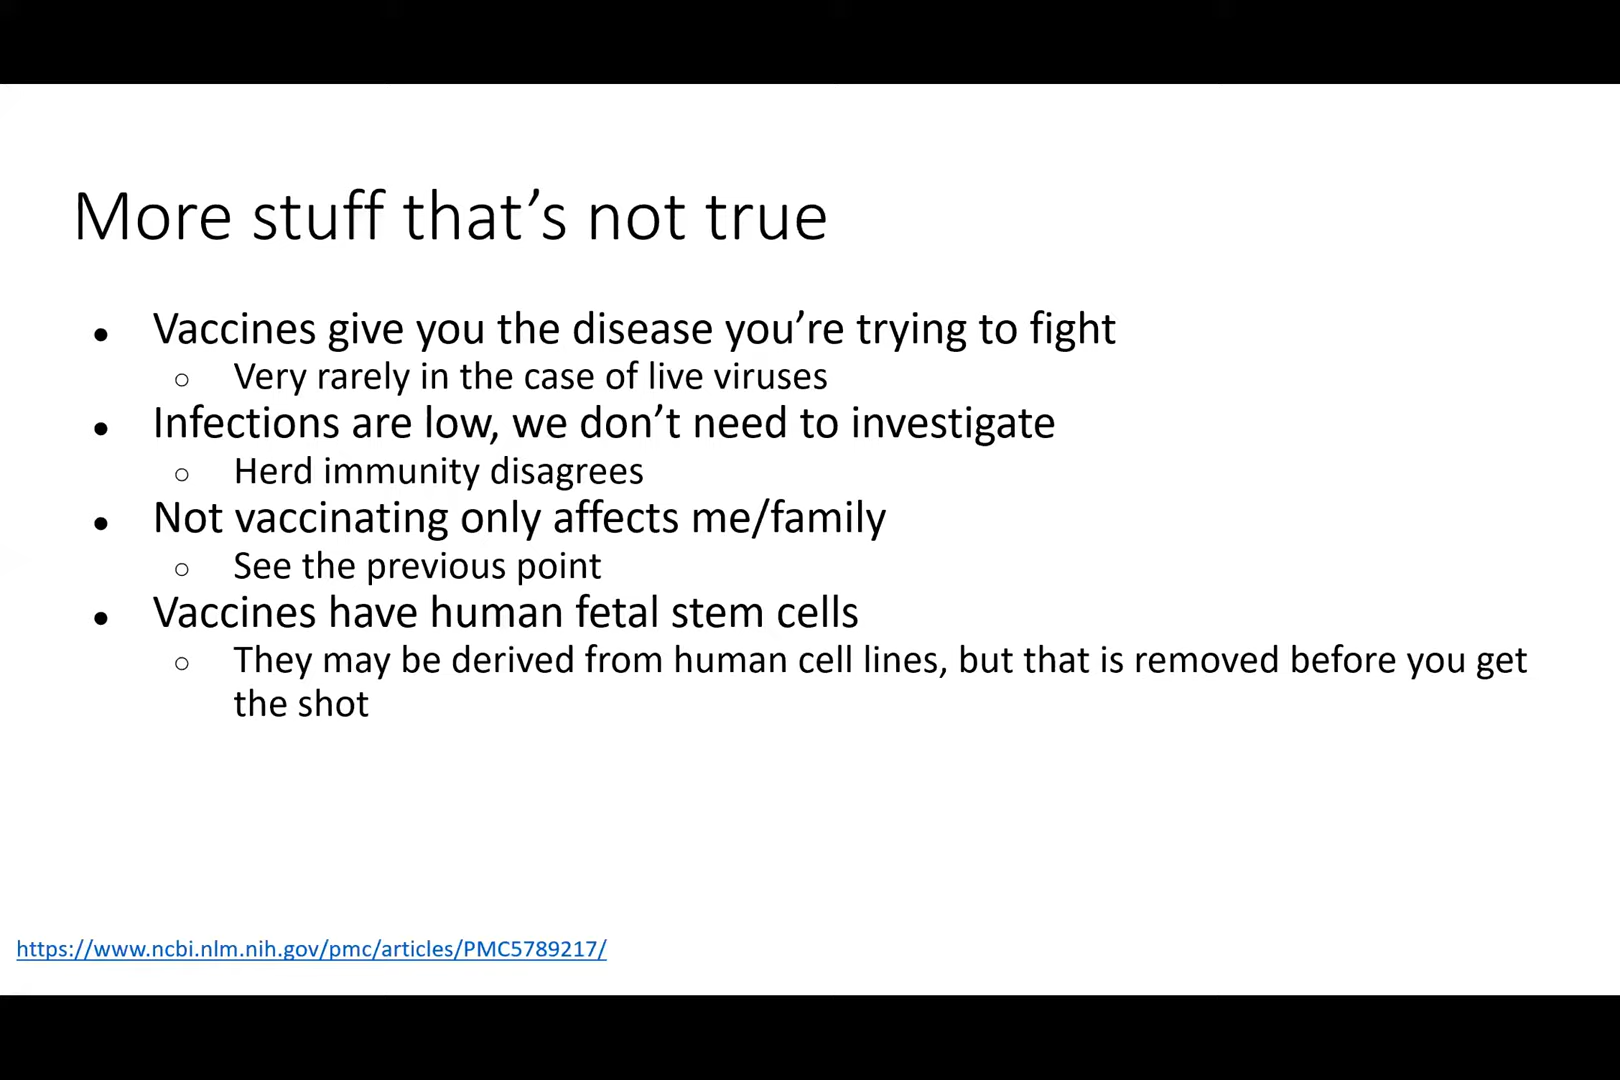 More stuff that’s not true
● Vaccines give you the disease you’re trying to fight
○ Very rarely in the case of live viruses
● Infections are low, we don’t need to investigate
○ Herd immunity disagrees
● Not vaccinating only affects me/family
○ See the previous point
● Vaccines have human fetal stem cells
○ They may be derived from human cell lines, but that is removed before you get
the shot
https://www.ncbi.nlm.nih.gov/pmc/articles/PMC5789217/